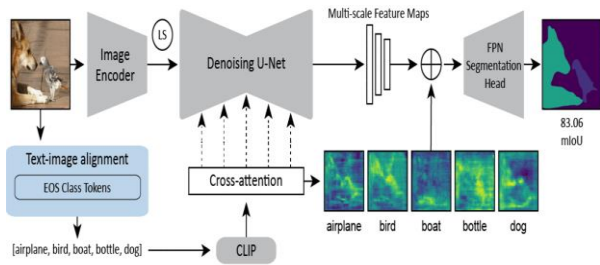 Multi-scale Feature Maps
LS
Image
Encoder
Denoising U-Net
FPN
Segmentation
Head
83.06
mIoU
Text-image alignment
EOS Class Tokens
Cross-attention
airplane bird boat bottle dog
[airplane, bird, boat, bottle, dog]
CLIP